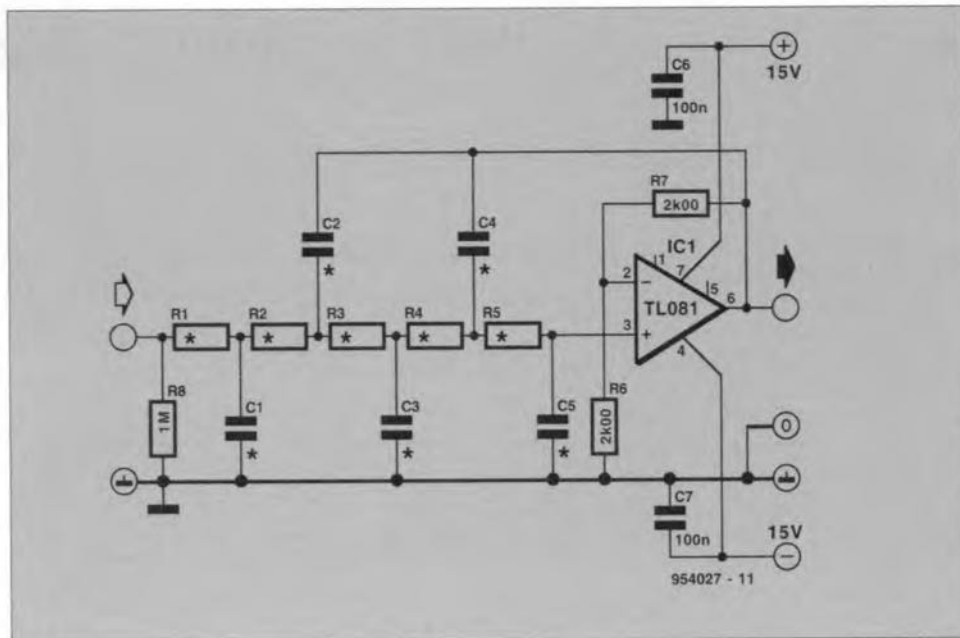 +
15V
C6
100n
R7
2k00
C2
*
C4
*
IC1
1
7
5
2
−
TL081
6
3
+
4
R1
*
R2
*
R3
*
R4
*
R5
*
R8
1M
C1
*
C3
*
C5
*
R6
2k00
0
C7
100n
15V
−
954027 - 11